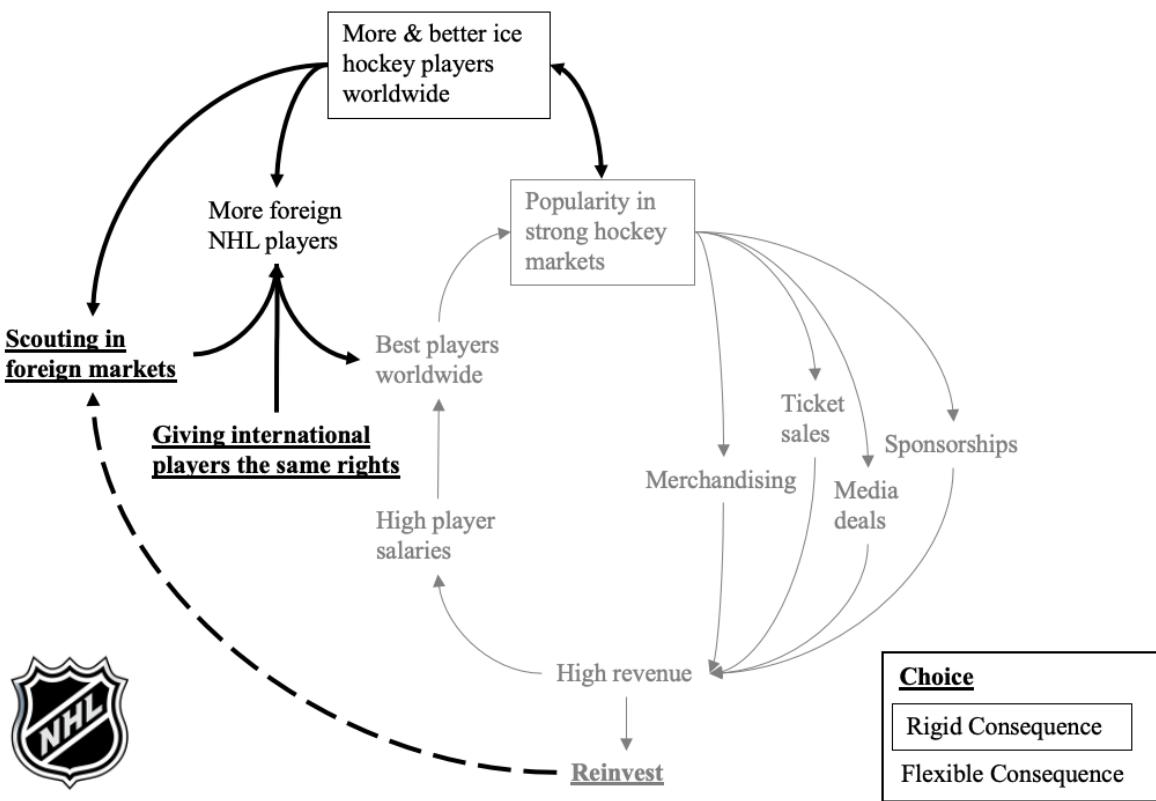 More & better ice
hockey players
worldwide
More foreign
NHL players
Popularity in
strong hockey
markets
Scouting in
foreign markets
Best players
worldwide
Giving international
players the same rights
Ticket
sales
Sponsorships
Merchandising
Media
deals
High player
salaries
High revenue
Reinvest
NHL
Choice
Rigid Consequence
Flexible Consequence